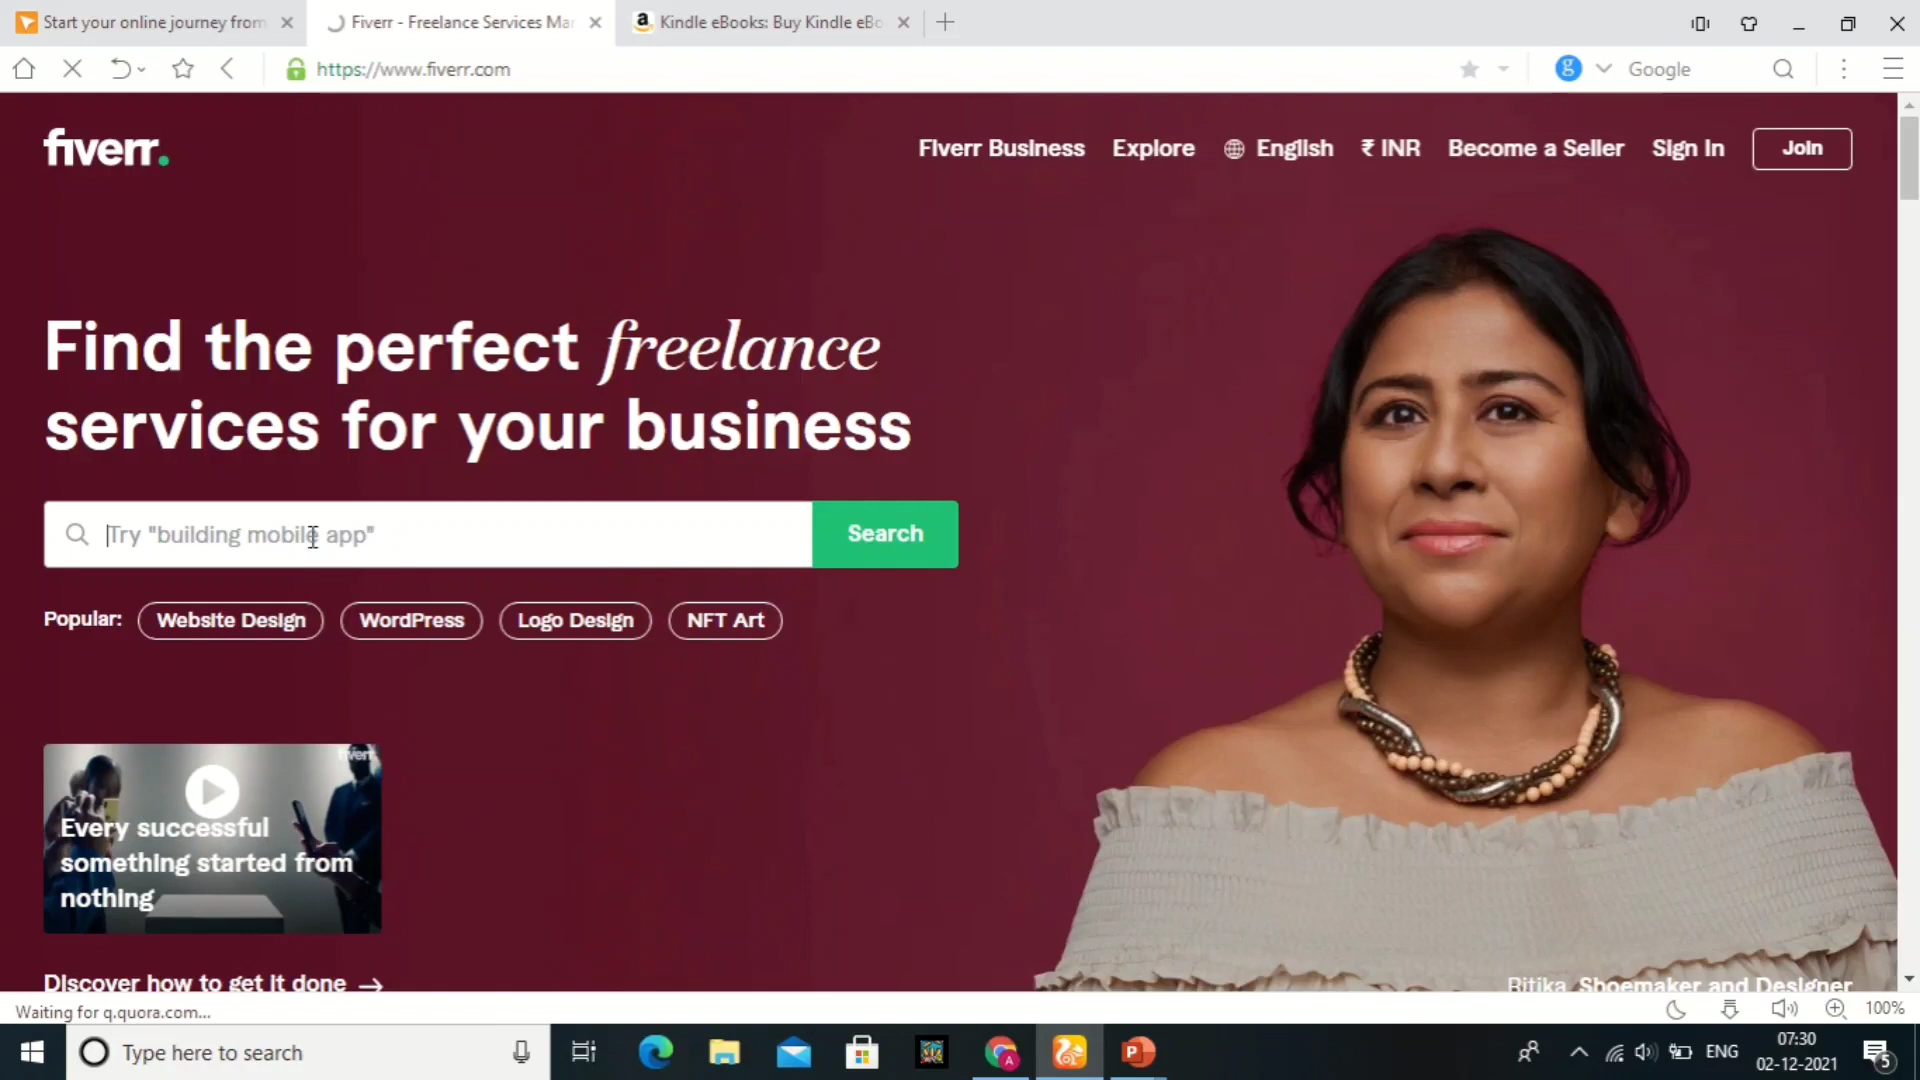 Start your online journey from
Fiverr - Freelance Services Mar
Kindle eBooks: Buy Kindle eBo
https://www.fiverr.com
Google
fiverr.
Fiverr Business
Explore
English
₹ INR
Become a Seller
Sign In
Join
Find the perfect freelance
services for your business
Try "building mobile app"
Search
Popular:
Website Design
WordPress
Logo Design
NFT Art
fiverr
Every successful
something started from
nothing
Discover how to get it done →
Ritika, Shoemaker and Designer
Waiting for q.quora.com...
100%
Type here to search
ENG
07:30
02-12-2021
5